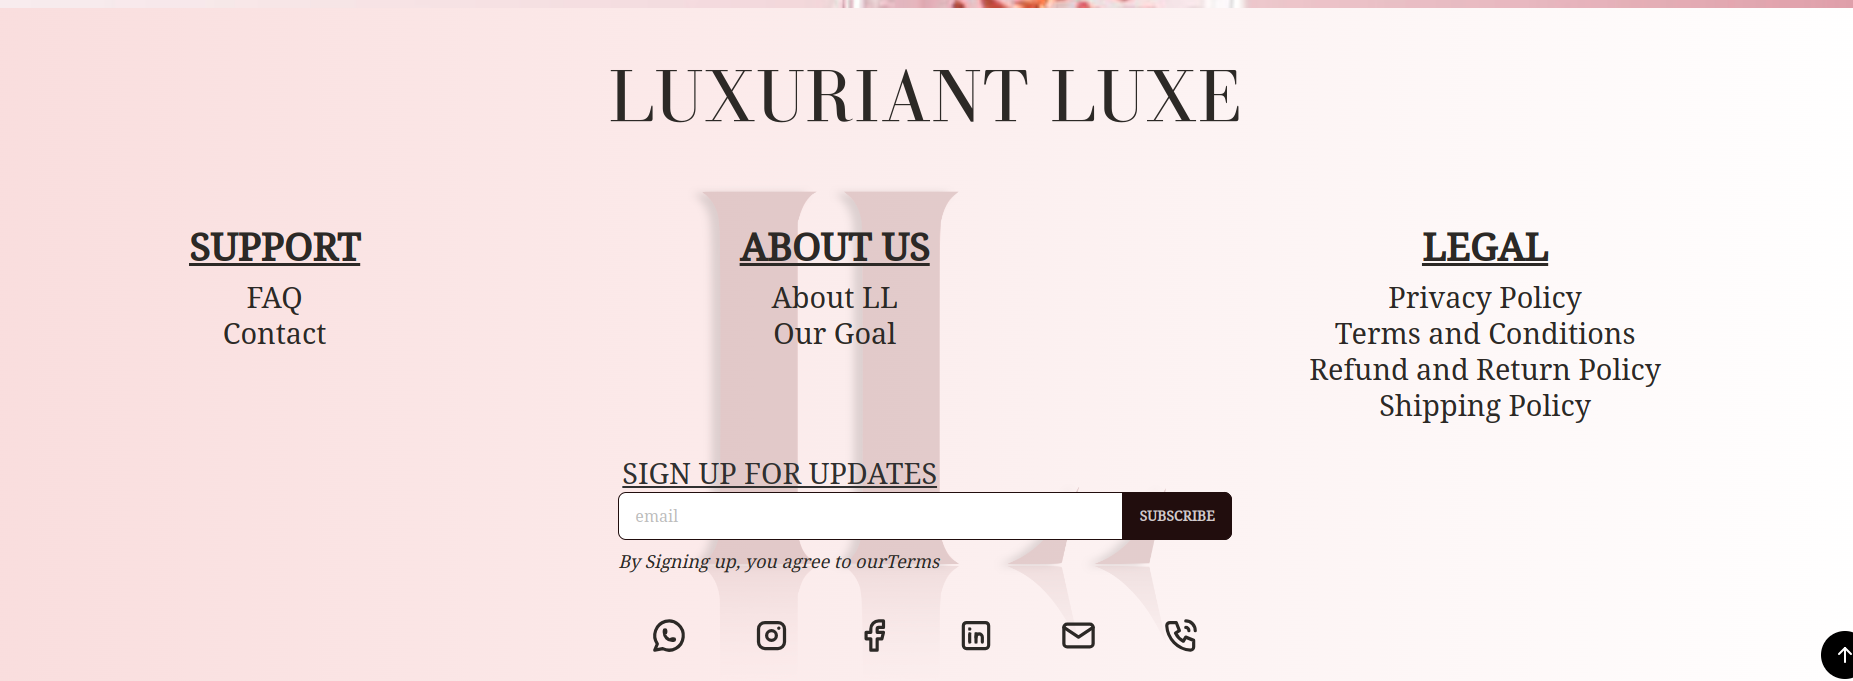 LUXURIANT LUXE
SUPPORT
FAQ
Contact
ABOUT US
About LL
Our Goal
LEGAL
Privacy Policy
Terms and Conditions
Refund and Return Policy
Shipping Policy
SIGN UP FOR UPDATES
email
SUBSCRIBE
By Signing up, you agree to ourTerms